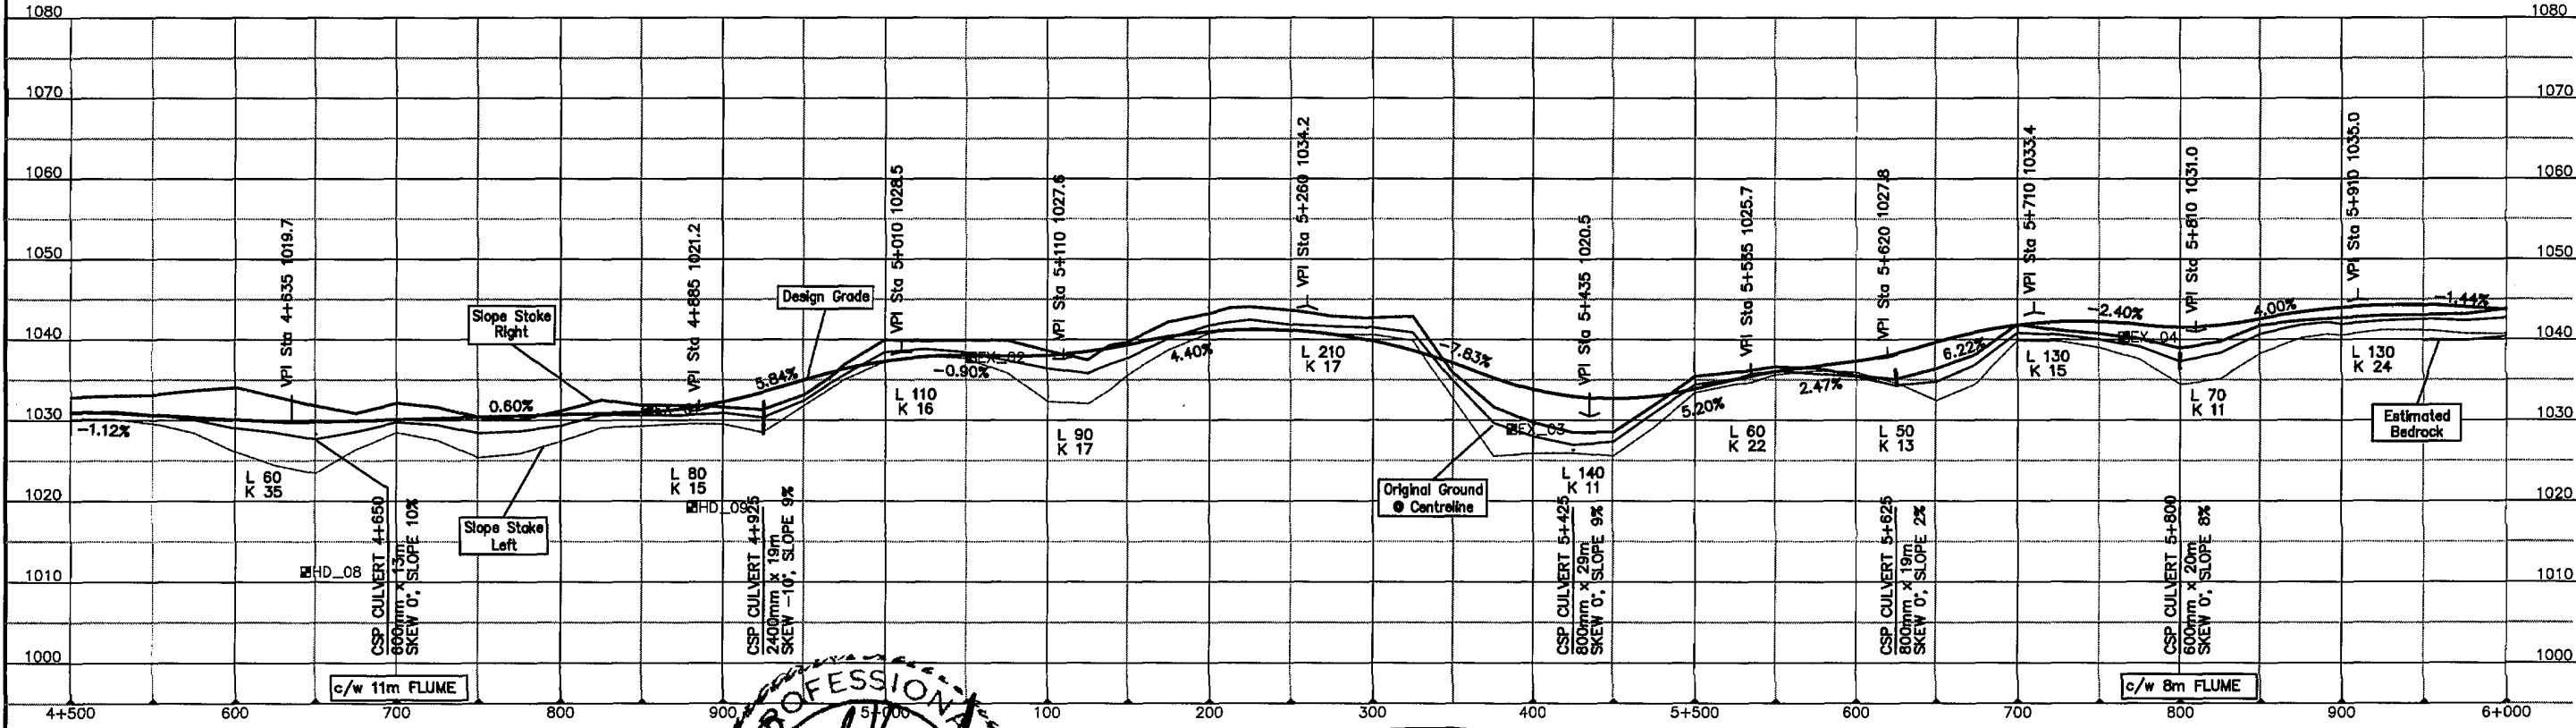 1080
1080
1070
1070
1060
1060
1050
1050
1040
1040
1030
1030
1020
1020
1010
1010
1000
1000
VPI Sta 4+635 1019.7
VPI Sta 4+885 1021.2
VPI Sta 5+010 1028.5
VPI Sta 5+110 1027.6
VPI Sta 5+260 1034.2
VPI Sta 5+435 1020.5
VPI Sta 5+535 1025.7
VPI Sta 5+620 1027.8
VPI Sta 5+710 1033.4
VPI Sta 5+810 1031.0
VPI Sta 5+910 1035.0
Slope Stake
Right
Design Grade
-1.12%
0.60%
5.84%
-0.90%
4.40%
-7.83%
5.20%
2.47%
6.22%
-2.40%
4.00%
-1.44%
EX_02
EX_03
EX_04
L 60
K 35
L 80
K 15
L 110
K 16
L 90
K 17
L 210
K 17
L 140
K 11
L 60
K 22
L 50
K 13
L 130
K 15
L 70
K 11
L 130
K 24
Slope Stake
Left
Original Ground
@ Centreline
Estimated
Bedrock
HD_08
HD_09
CSP CULVERT 4+650
600mm x 13m
SKEW 0°, SLOPE 10%
CSP CULVERT 4+925
2400mm x 19m
SKEW -10°, SLOPE 9%
CSP CULVERT 5+425
800mm x 29m
SKEW 0°, SLOPE 9%
CSP CULVERT 5+625
800mm x 19m
SKEW 0°, SLOPE 2%
CSP CULVERT 5+800
600mm x 20m
SKEW 0°, SLOPE 8%
c/w 11m FLUME
c/w 8m FLUME
4+500 600 700 800 900 5+000 100 200 300 400 5+500 600 700 800 900 6+000